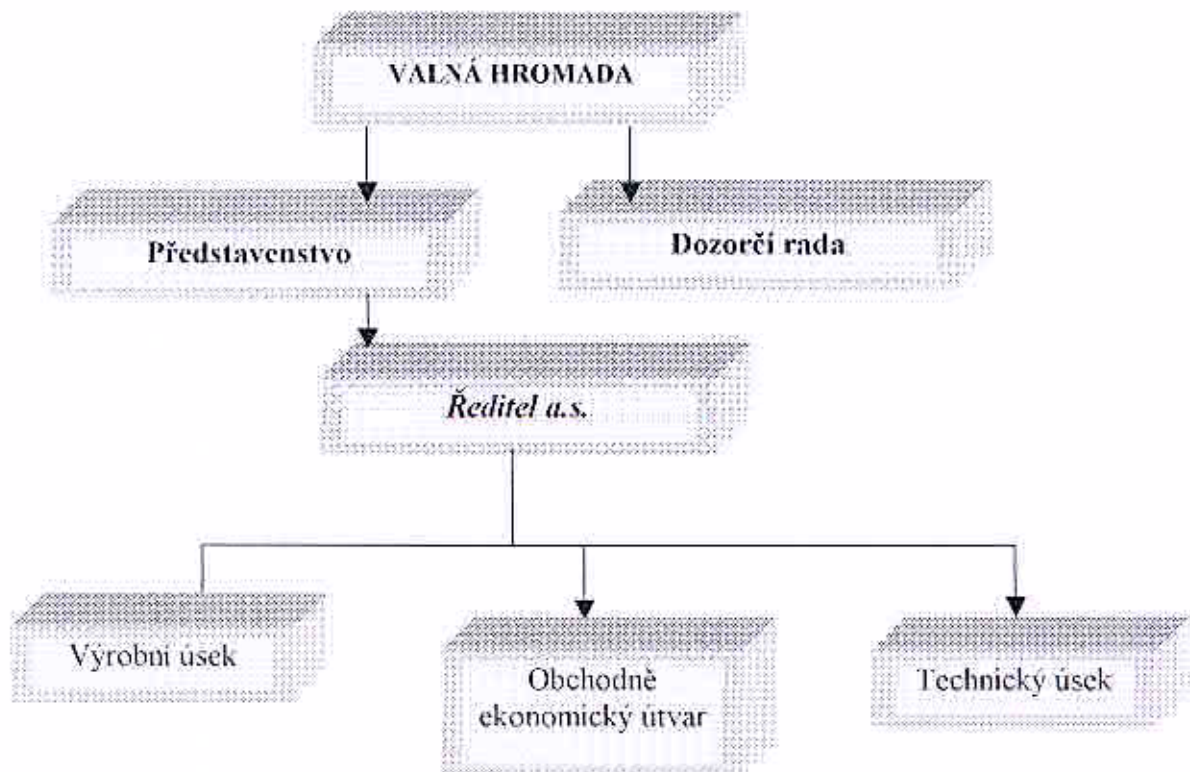 VALNÁ HROMADA
Představenstvo
Dozorčí rada
Ředitel a.s.
Výrobní úsek
Obchodně
ekonomický útvar
Technický úsek